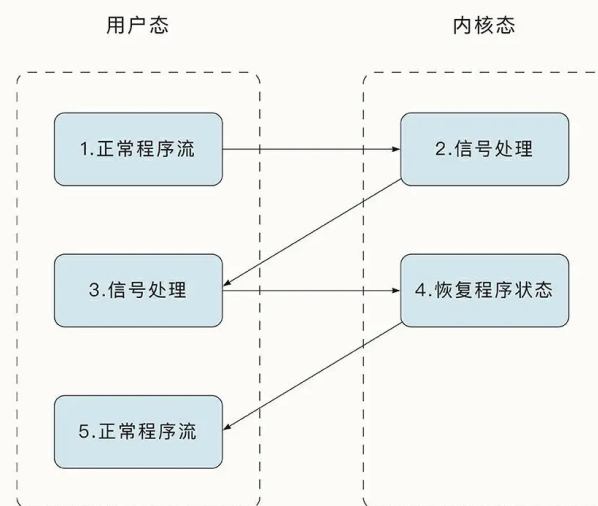 用户态
内核态
1.正常程序流
2.信号处理
3.信号处理
4.恢复程序状态
5.正常程序流